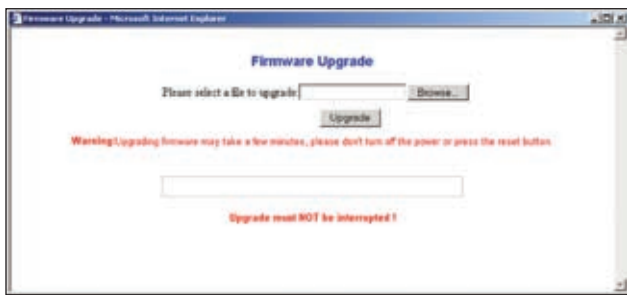 Firmware Upgrade - Microsoft Internet Explorer
Firmware Upgrade
Please select a file to upgrade: Browse...
Upgrade
Warning:Upgrading firmware may take a few minutes, please don't turn off the power or press the reset button.
Upgrade must NOT be interrupted !